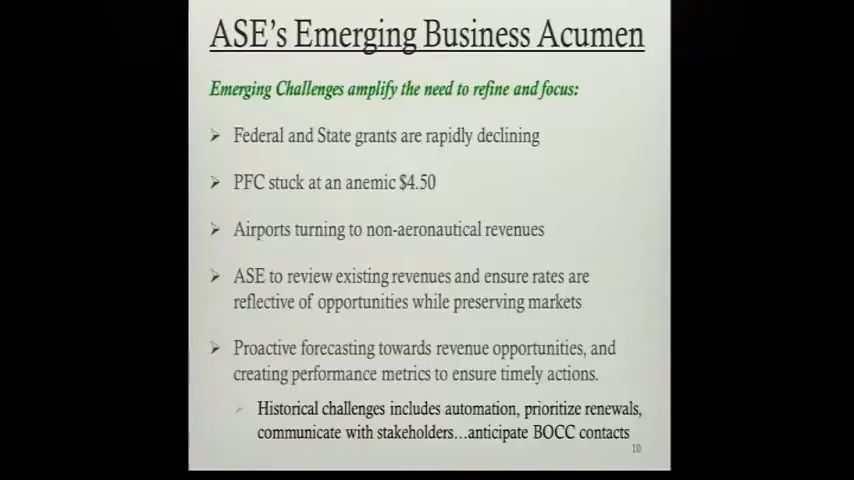 ASE's Emerging Business Acumen
Emerging Challenges amplify the need to refine and focus:
Federal and State grants are rapidly declining
PFC stuck at an anemic $4.50
Airports turning to non-aeronautical revenues
ASE to review existing revenues and ensure rates are
reflective of opportunities while preserving markets
Proactive forecasting towards revenue opportunities, and
creating performance metrics to ensure timely actions.
Historical challenges includes automation, prioritize renewals,
communicate with stakeholders…anticipate BOCC contacts
10